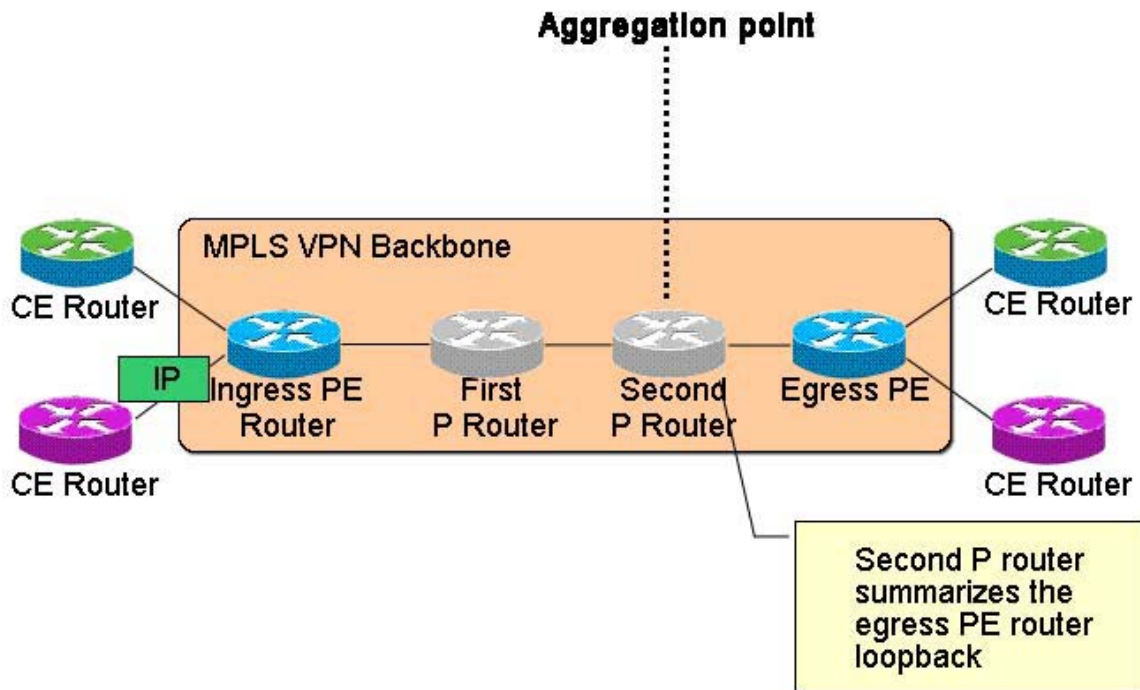 Aggregation point
MPLS VPN Backbone
CE Router
CE Router
IP
Ingress PE
Router
First
P Router
Second
P Router
Egress PE
CE Router
CE Router
Second P router
summarizes the
egress PE router
loopback